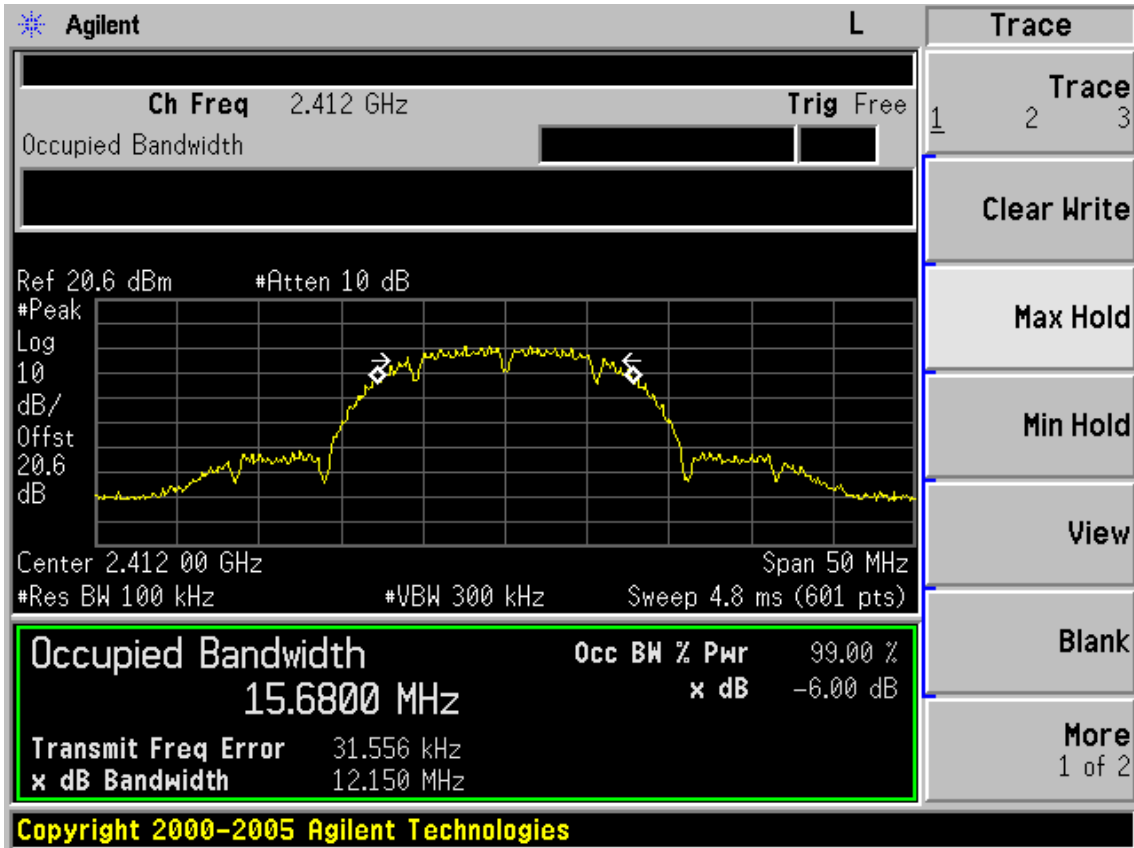 Agilent L Trace
Ch Freq 2.412 GHz Trig Free
Occupied Bandwidth
Trace
1 2 3
Clear Write
Max Hold
Min Hold
View
Blank
More
1 of 2
Ref 20.6 dBm #Atten 10 dB
#Peak
Log
10
dB/
Offst
20.6
dB
Center 2.412 00 GHz Span 50 MHz
#Res BW 100 kHz #VBW 300 kHz Sweep 4.8 ms (601 pts)
Occupied Bandwidth Occ BW % Pwr 99.00 %
15.6800 MHz x dB -6.00 dB
Transmit Freq Error 31.556 kHz
x dB Bandwidth 12.150 MHz
Copyright 2000-2005 Agilent Technologies